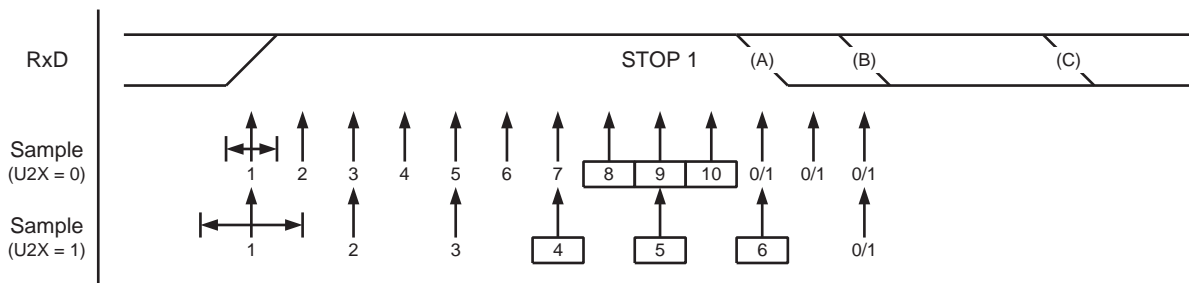 RxD
STOP 1
(A)
(B)
(C)
Sample
(U2X = 0)
1 2 3 4 5 6 7 8 9 10 0/1 0/1 0/1
Sample
(U2X = 1)
1 2 3 4 5 6 0/1